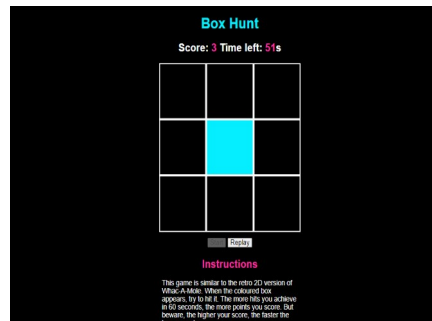 Box Hunt
Score: 3 Time left: 51s
Replay
Instructions
This game is similar to the retro 2D version of
Whac-A-Mole. When the coloured box
appears, try to hit it. The more hits you achieve
in 60 seconds, the more points you score. But
beware, the higher your score, the faster the